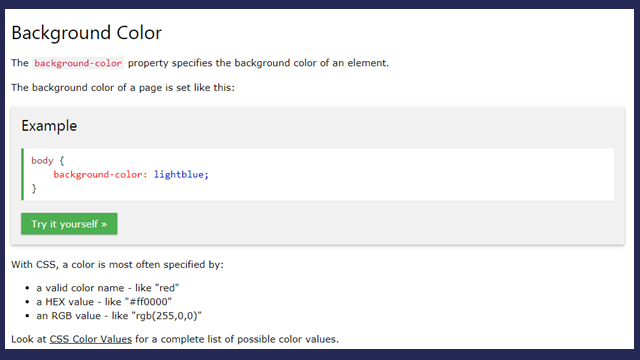 Background Color
The background-color property specifies the background color of an element.
The background color of a page is set like this:
Example
body {
    background-color: lightblue;
}
Try it yourself »
With CSS, a color is most often specified by:
• a valid color name - like "red"
• a HEX value - like "#ff0000"
• an RGB value - like "rgb(255,0,0)"
Look at CSS Color Values for a complete list of possible color values.